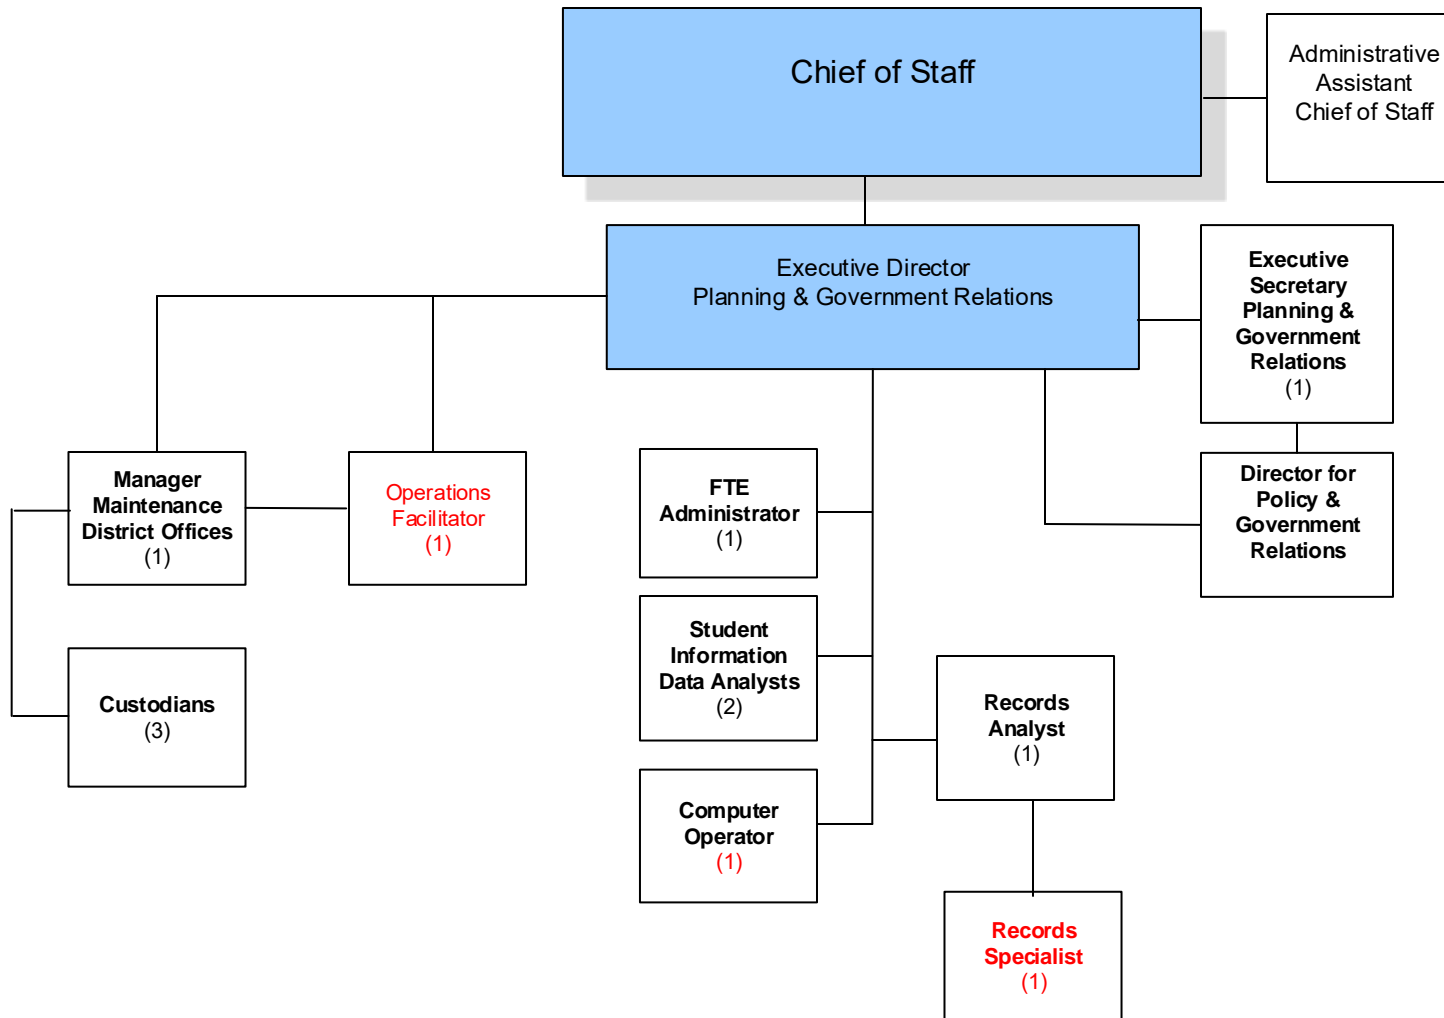 Chief of Staff
Administrative
Assistant
Chief of Staff
Executive Director
Planning & Government Relations
Executive
Secretary
Planning &
Government
Relations
(1)
Manager
Maintenance
District Offices
(1)
Operations
Facilitator
(1)
FTE
Administrator
(1)
Director for
Policy &
Government
Relations
Custodians
(3)
Student
Information
Data Analysts
(2)
Records
Analyst
(1)
Computer
Operator
(1)
Records
Specialist
(1)